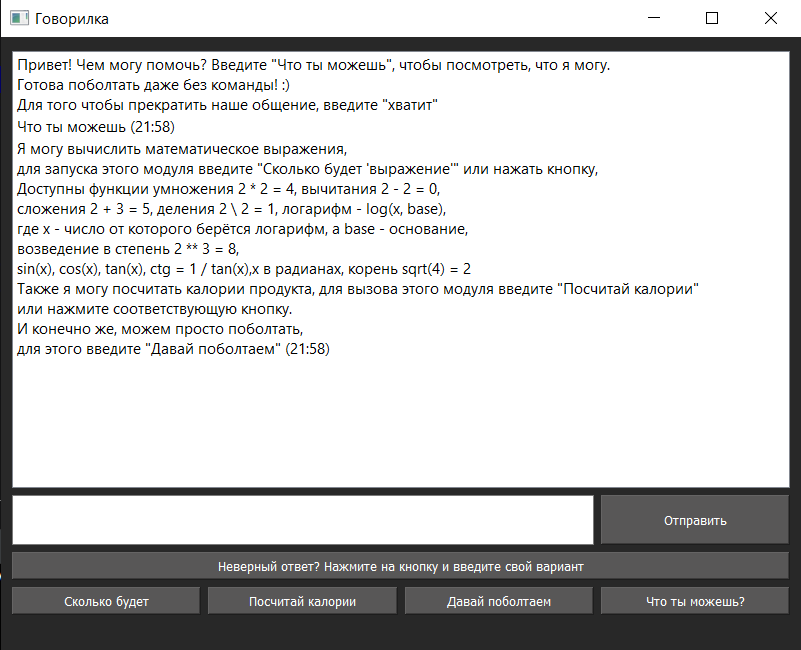 Говорилка
Привет! Чем могу помочь? Введите "Что ты можешь", чтобы посмотреть, что я могу.
Готова поболтать даже без команды! :)
Для того чтобы прекратить наше общение, введите "хватит"
Что ты можешь (21:58)
Я могу вычислить математическое выражения,
для запуска этого модуля введите "Сколько будет 'выражение'" или нажать кнопку,
Доступны функции умножения 2 * 2 = 4, вычитания 2 - 2 = 0,
сложения 2 + 3 = 5, деления 2 \ 2 = 1, логарифм - log(x, base),
где x - число от которого берётся логарифм, а base - основание,
возведение в степень 2 ** 3 = 8,
sin(x), cos(x), tan(x), ctg = 1 / tan(x),x в радианах, корень sqrt(4) = 2
Также я могу посчитать калории продукта, для вызова этого модуля введите "Посчитай калории"
или нажмите соответствующую кнопку.
И конечно же, можем просто поболтать,
для этого введите "Давай поболтаем" (21:58)
Отправить
Неверный ответ? Нажмите на кнопку и введите свой вариант
Сколько будет
Посчитай калории
Давай поболтаем
Что ты можешь?